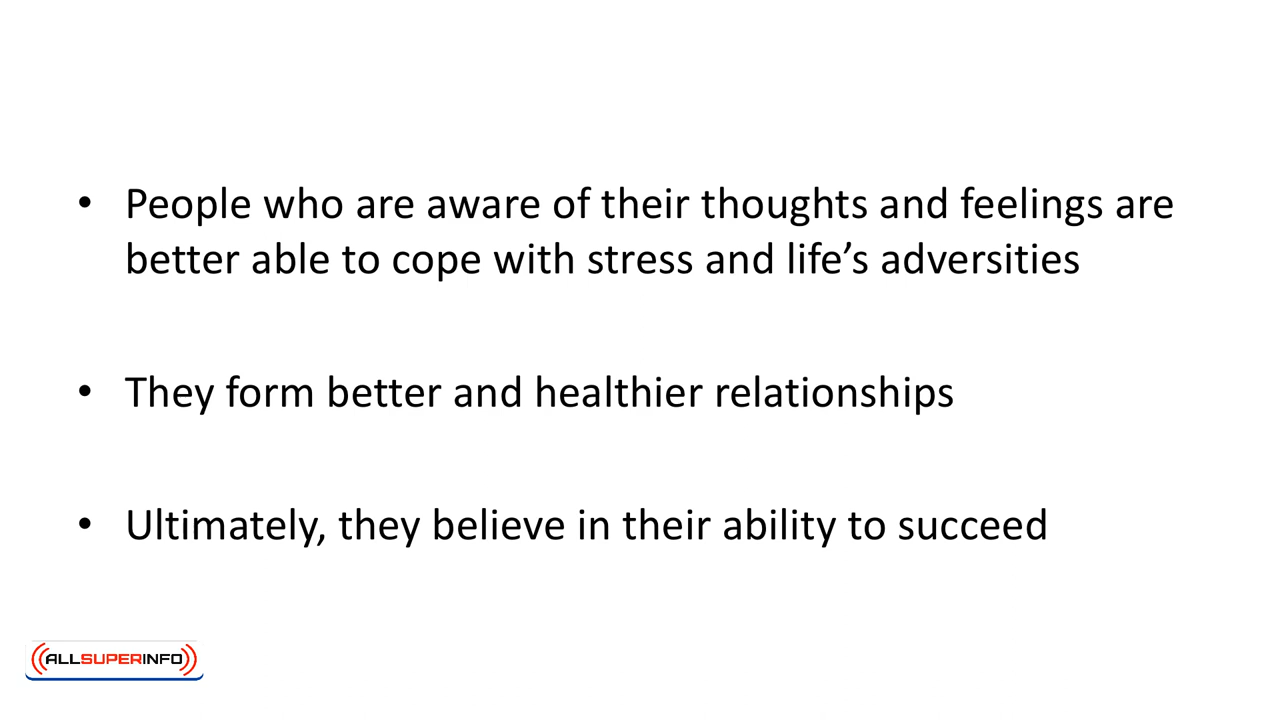 • People who are aware of their thoughts and feelings are
better able to cope with stress and life’s adversities
• They form better and healthier relationships
• Ultimately, they believe in their ability to succeed
ALLSUPERINFO